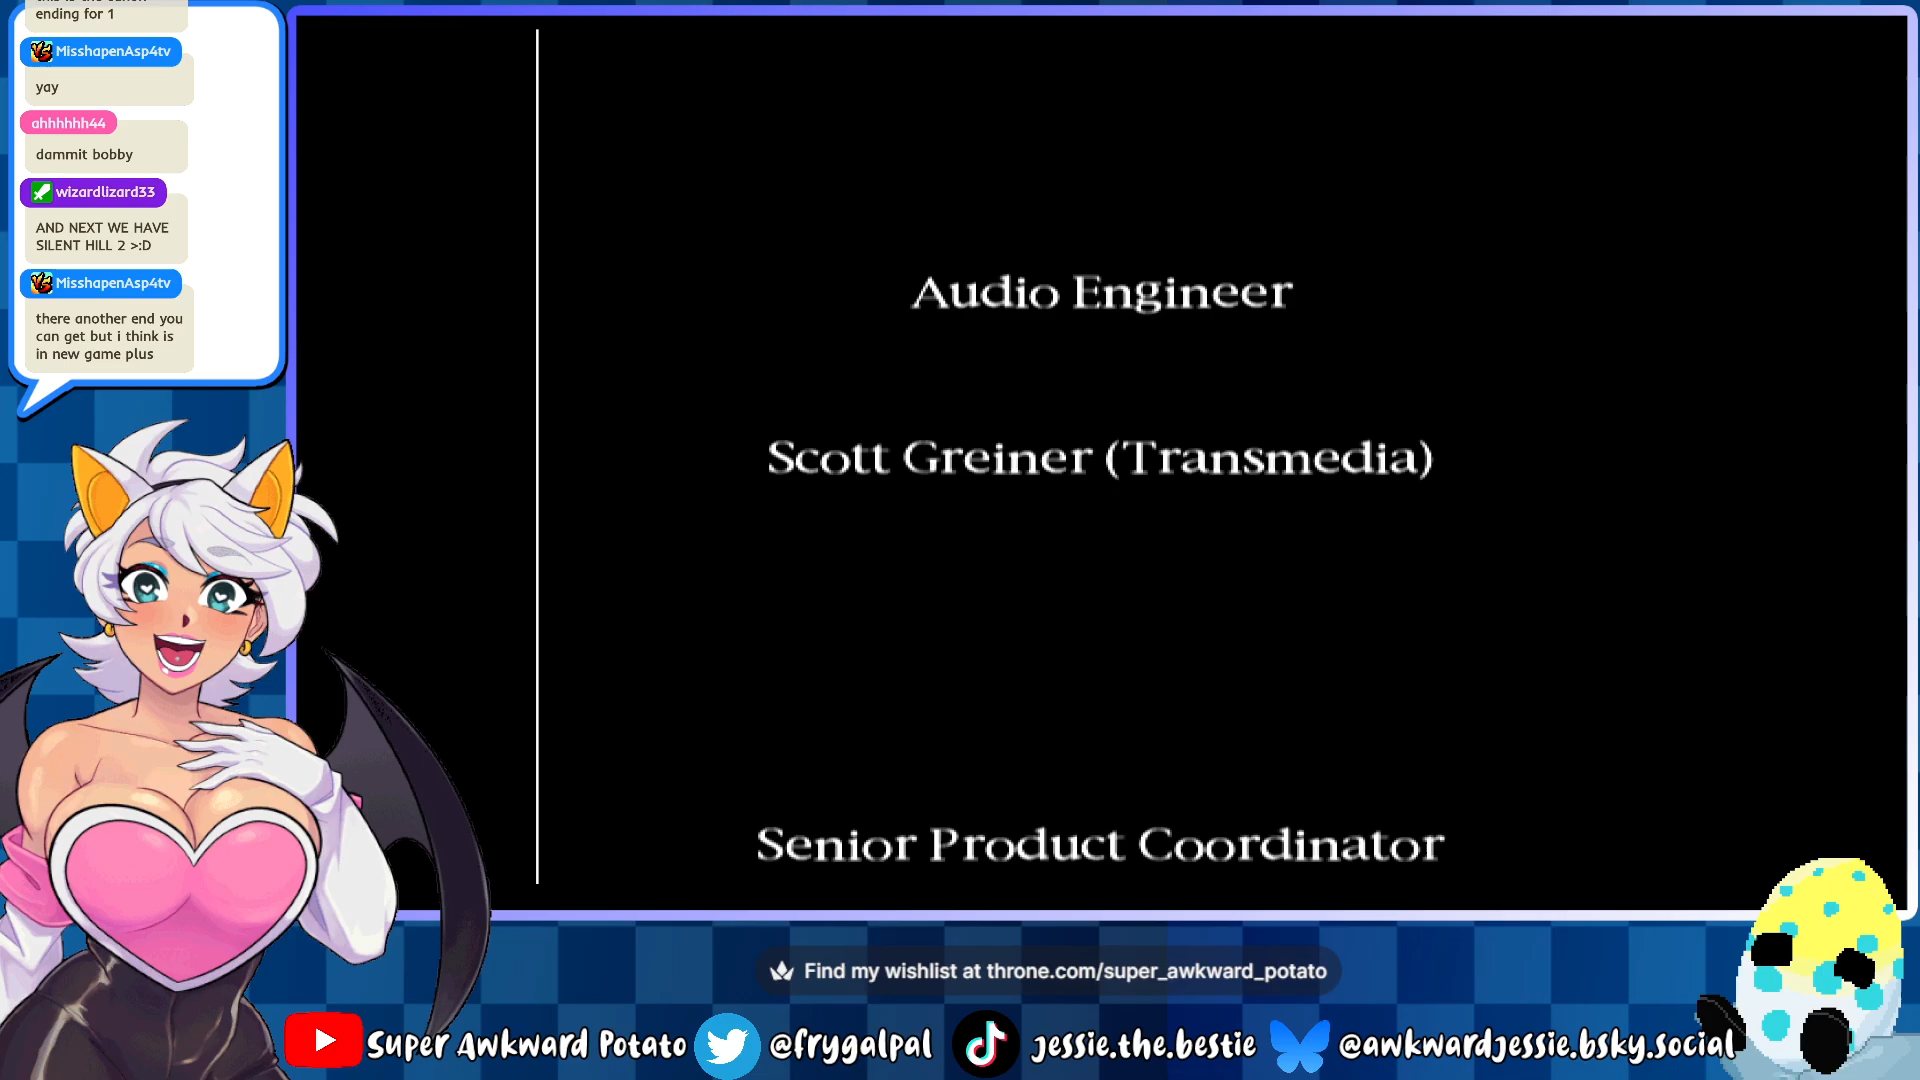 ending for 1
MisshapenAsp4tv
yay
ahhhhhh44
dammit bobby
wizardlizard33
AND NEXT WE HAVE
SILENT HILL 2 >:D
MisshapenAsp4tv
there another end you
can get but i think is
in new game plus
Audio Engineer
Scott Greiner (Transmedia)
Senior Product Coordinator
Find my wishlist at throne.com/super_awkward_potato
Super Awkward Potato
@frygalpal
jessie.the.bestie
@awkwardjessie.bsky.social